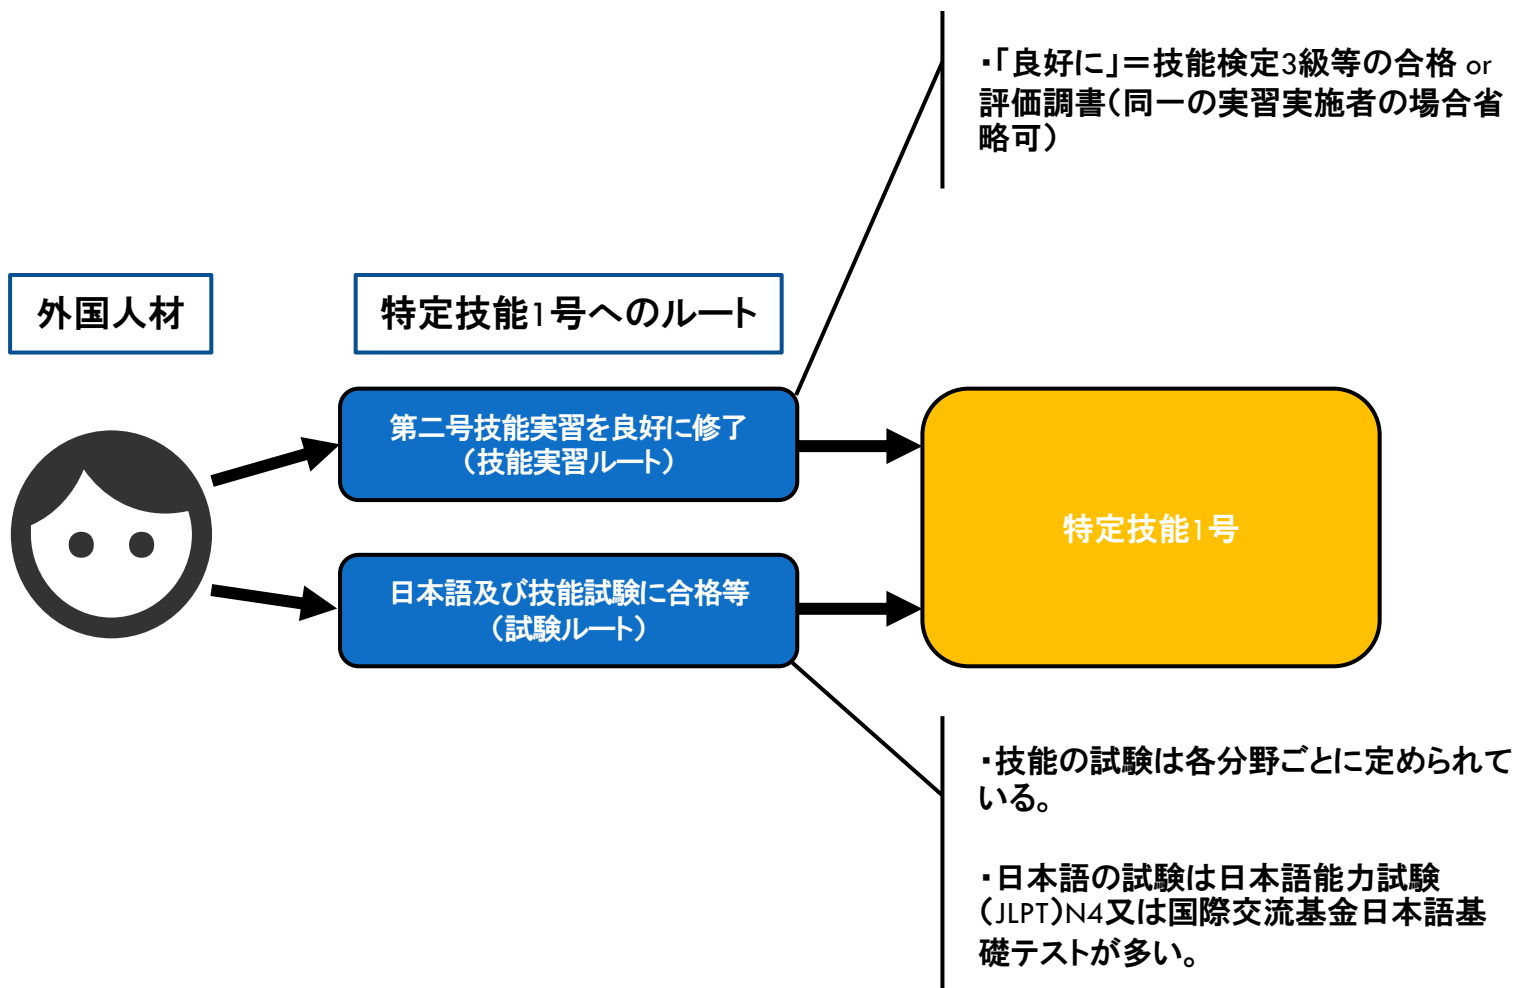 ・「良好に」＝技能検定3級等の合格 or
評価調書（同一の実習実施者の場合省
略可）
外国人材
特定技能1号へのルート
第二号技能実習を良好に修了
（技能実習ルート）
特定技能1号
日本語及び技能試験に合格等
（試験ルート）
・技能の試験は各分野ごとに定められて
いる。
・日本語の試験は日本語能力試験
（JLPT）N4又は国際交流基金日本語基
礎テストが多い。